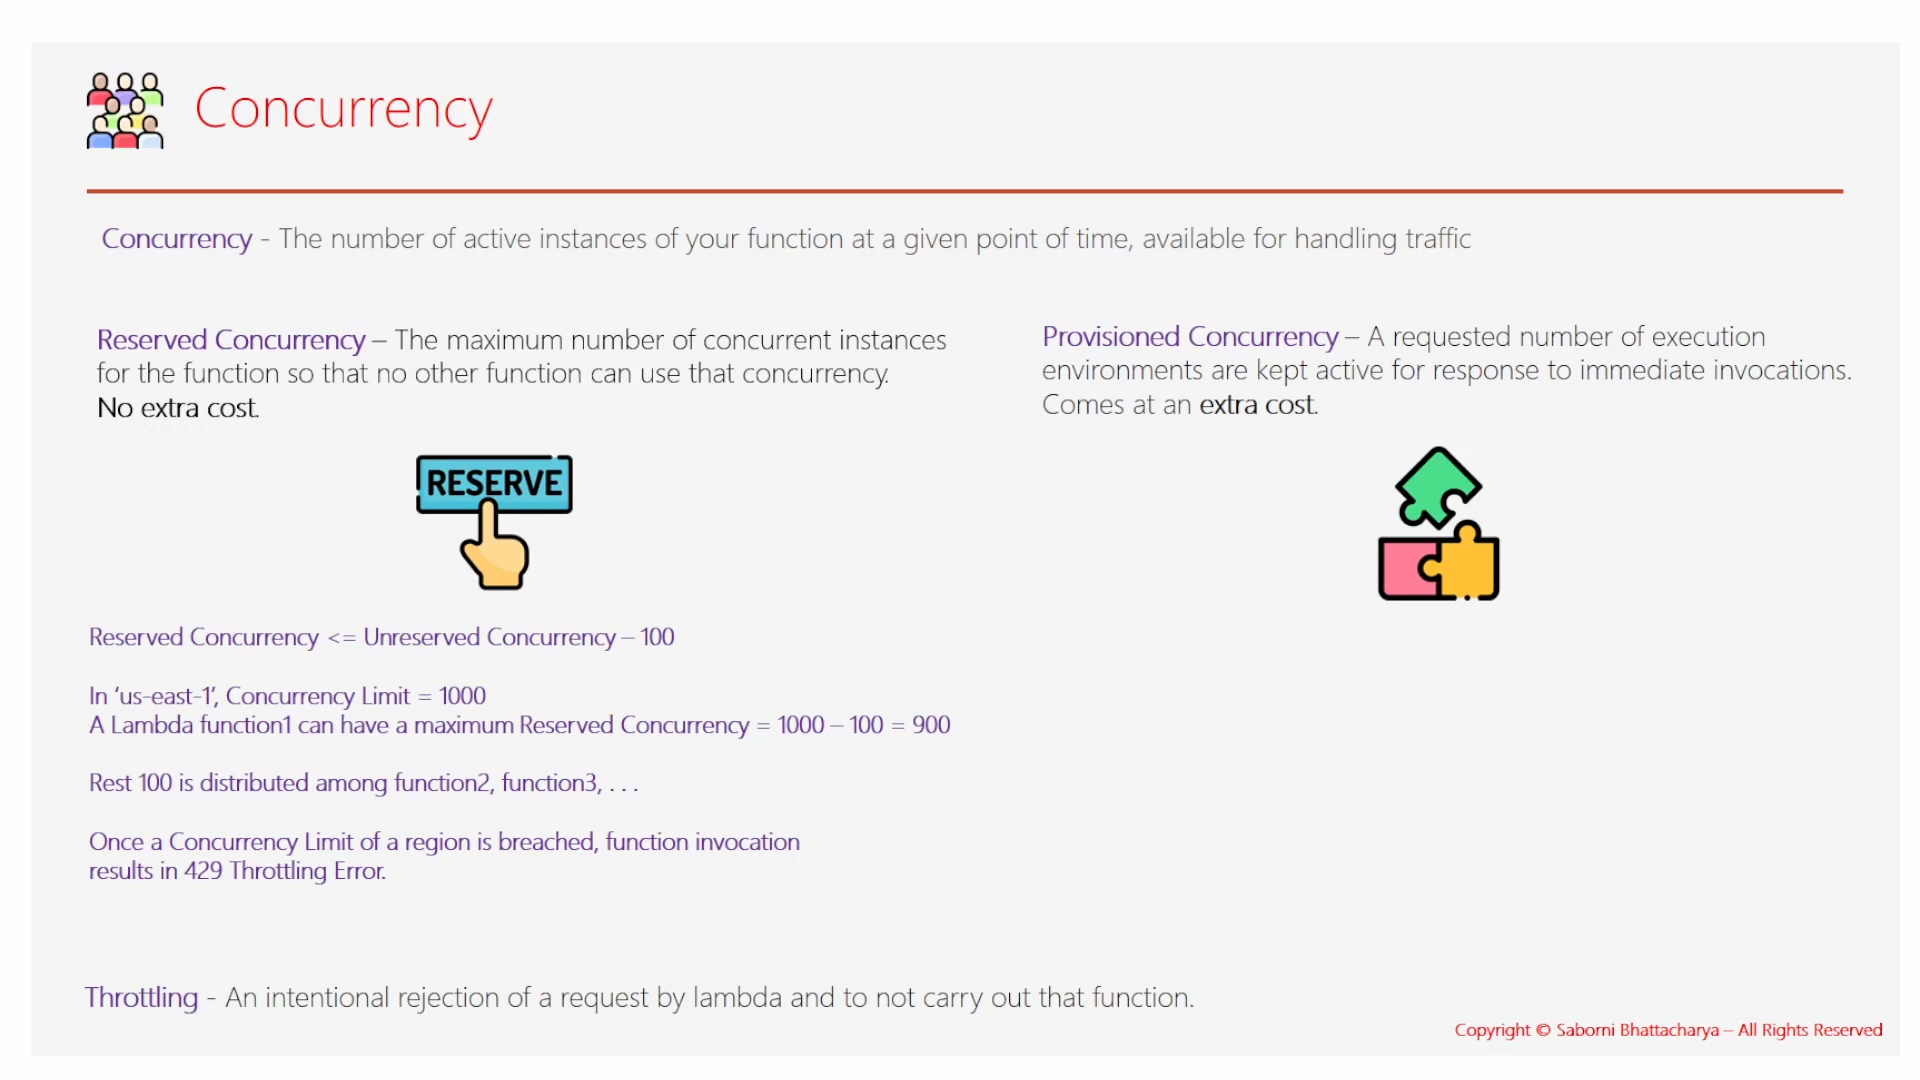 Concurrency
Concurrency - The number of active instances of your function at a given point of time, available for handling traffic
Reserved Concurrency – The maximum number of concurrent instances
for the function so that no other function can use that concurrency.
No extra cost.
RESERVE
Reserved Concurrency <= Unreserved Concurrency – 100
In ‘us-east-1’, Concurrency Limit = 1000
A Lambda function1 can have a maximum Reserved Concurrency = 1000 – 100 = 900
Rest 100 is distributed among function2, function3, . . .
Once a Concurrency Limit of a region is breached, function invocation
results in 429 Throttling Error.
Provisioned Concurrency – A requested number of execution
environments are kept active for response to immediate invocations.
Comes at an extra cost.
Throttling - An intentional rejection of a request by lambda and to not carry out that function.
Copyright © Saborni Bhattacharya – All Rights Reserved